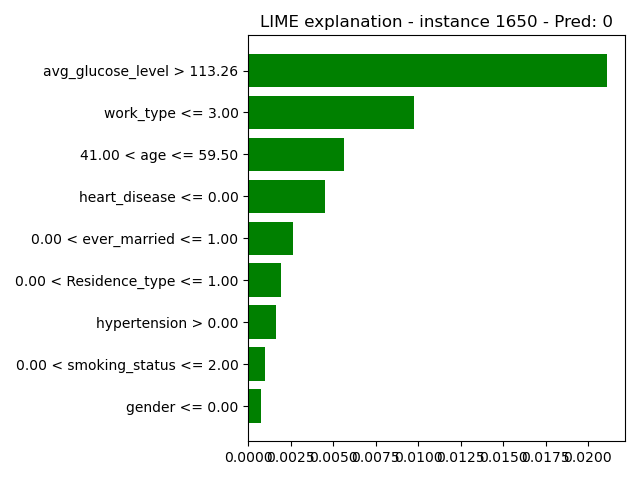 LIME explanation - instance 1650 - Pred: 0
avg_glucose_level > 113.26
work_type <= 3.00
41.00 < age <= 59.50
heart_disease <= 0.00
0.00 < ever_married <= 1.00
0.00 < Residence_type <= 1.00
hypertension > 0.00
0.00 < smoking_status <= 2.00
gender <= 0.00
0.0000 0.0025 0.0050 0.0075 0.0100 0.0125 0.0150 0.0175 0.0200